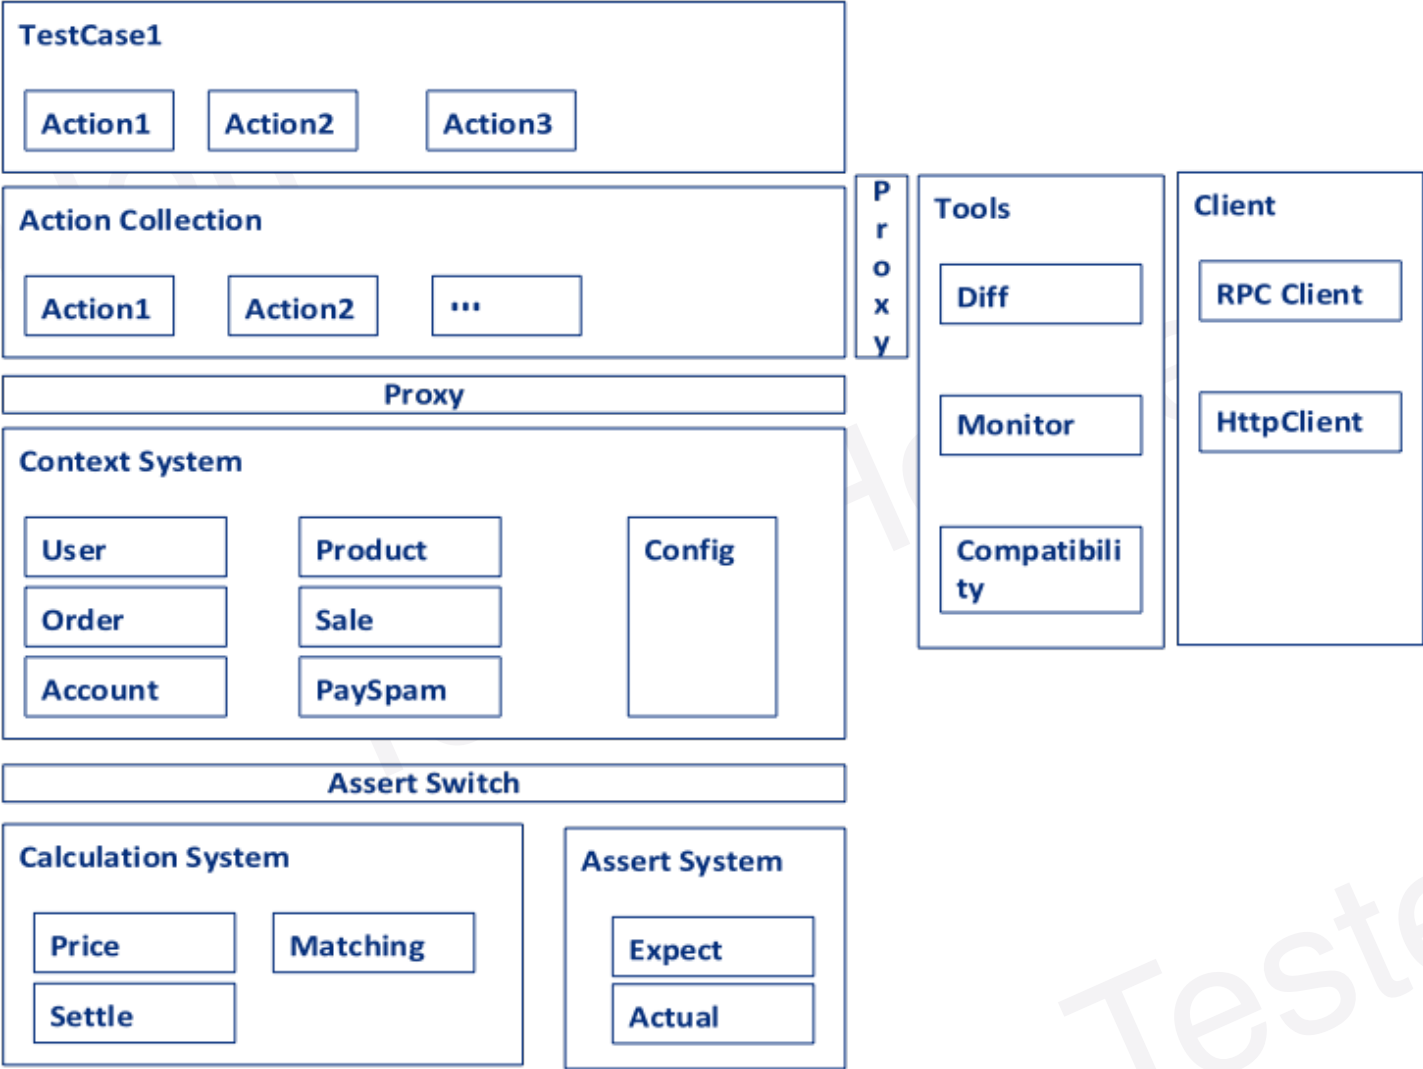 TestCase1
Action1
Action2
Action3
Action Collection
Action1
Action2
...
Proxy
Proxy
Context System
User
Product
Config
Order
Sale
Account
PaySpam
Assert Switch
Calculation System
Price
Matching
Settle
Assert System
Expect
Actual
Tools
Diff
Monitor
Compatibili
ty
Client
RPC Client
HttpClient